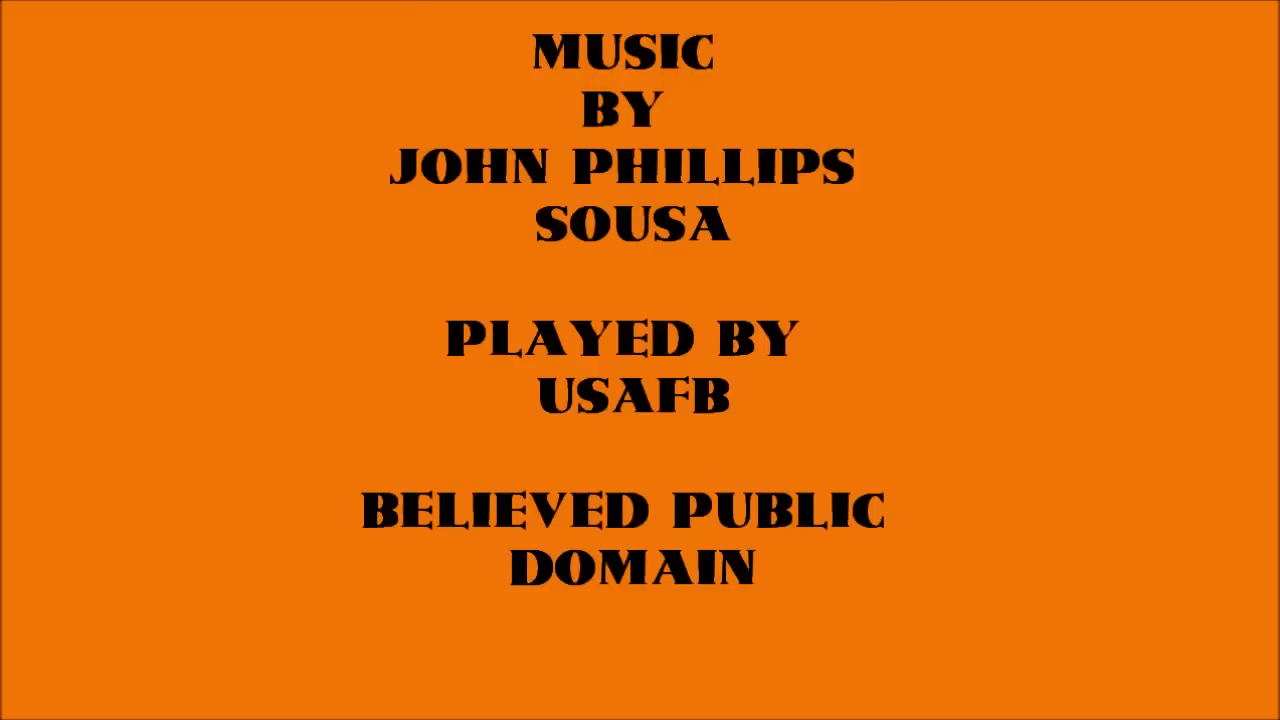 MUSIC
BY
JOHN PHILLIPS
SOUSA
PLAYED BY
USAFB
BELIEVED PUBLIC
DOMAIN